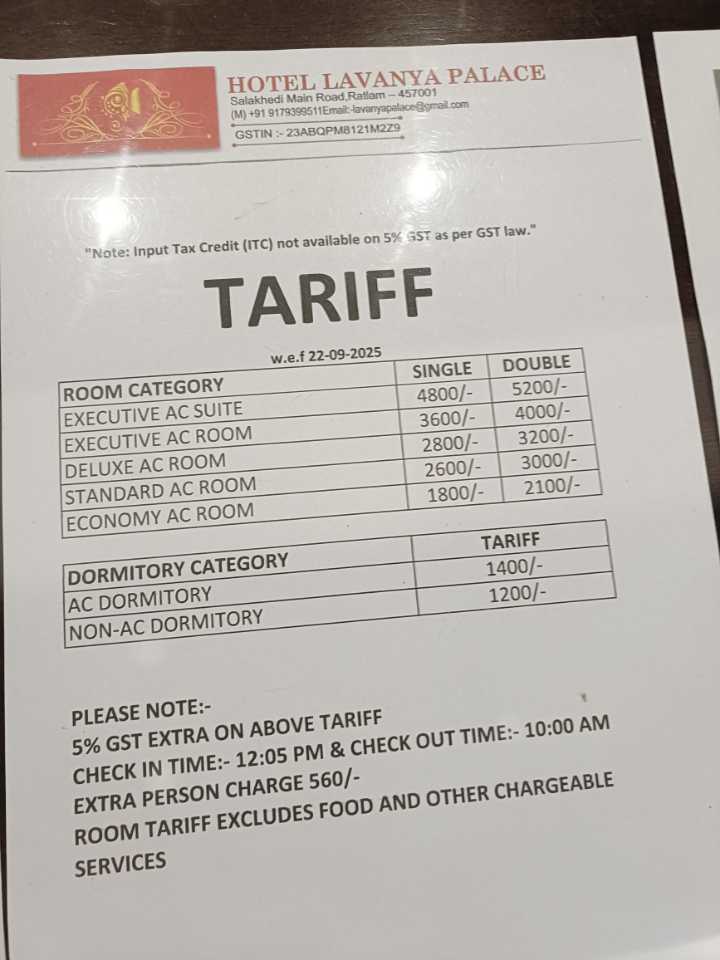 HOTEL LAVANYA PALACE
Salakhedi Main Road,Ratlam – 457001
(M) +91 9179399511Email:-lavanyapalace@gmail.com
GSTIN :- 23ABQPM8121M2Z9
"Note: Input Tax Credit (ITC) not available on 5% GST as per GST law."
TARIFF
w.e.f 22-09-2025
ROOM CATEGORY SINGLE DOUBLE
EXECUTIVE AC SUITE 4800/- 5200/-
EXECUTIVE AC ROOM 3600/- 4000/-
DELUXE AC ROOM 2800/- 3200/-
STANDARD AC ROOM 2600/- 3000/-
ECONOMY AC ROOM 1800/- 2100/-
DORMITORY CATEGORY TARIFF
AC DORMITORY 1400/-
NON-AC DORMITORY 1200/-
PLEASE NOTE:-
5% GST EXTRA ON ABOVE TARIFF
CHECK IN TIME:- 12:05 PM & CHECK OUT TIME:- 10:00 AM
EXTRA PERSON CHARGE 560/-
ROOM TARIFF EXCLUDES FOOD AND OTHER CHARGEABLE
SERVICES